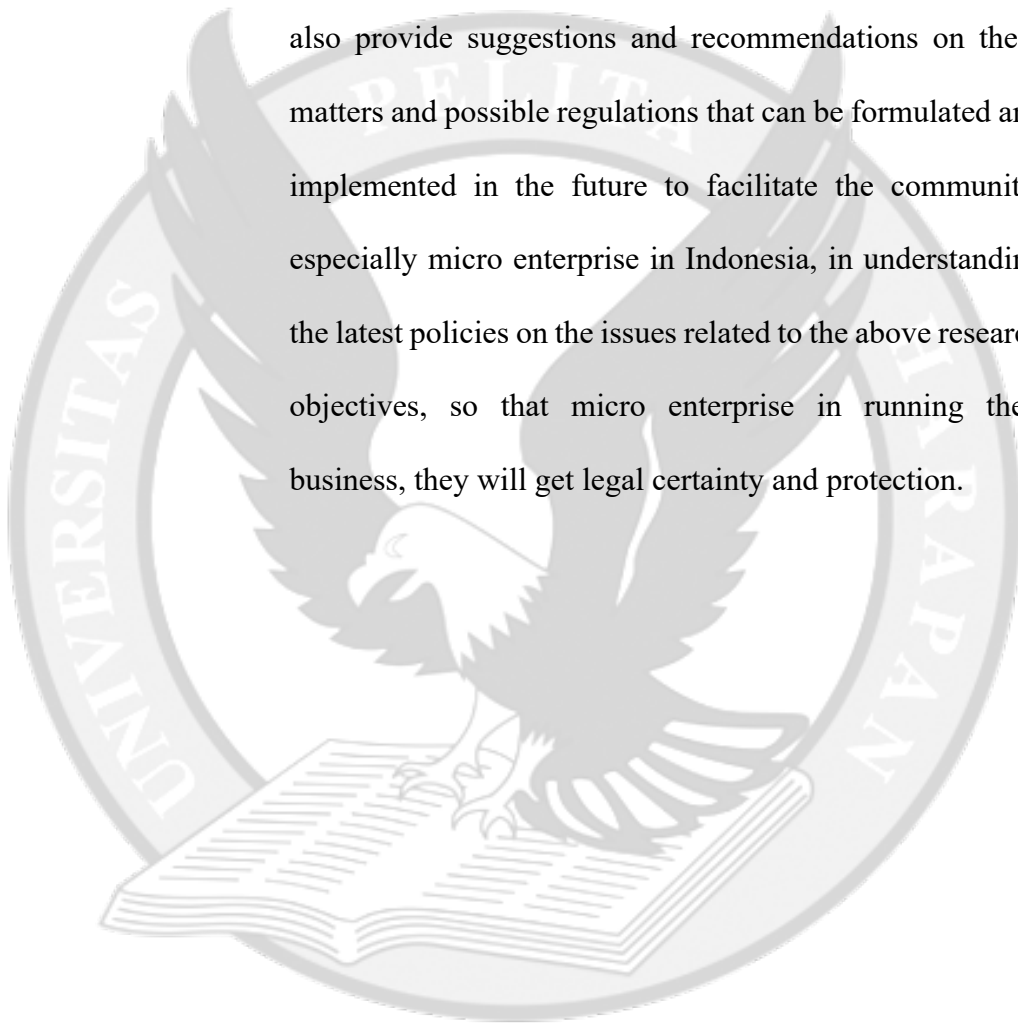 also provide suggestions and recommendations on the
matters and possible regulations that can be formulated
implemented in the future to facilitate the communit
especially micro enterprise in Indonesia, in understandin
the latest policies on the issues related to the above researc
objectives, so that micro enterprise in running the
business, they will get legal certainty and protection.
UNIVERSITAS PELITA HARAPAN